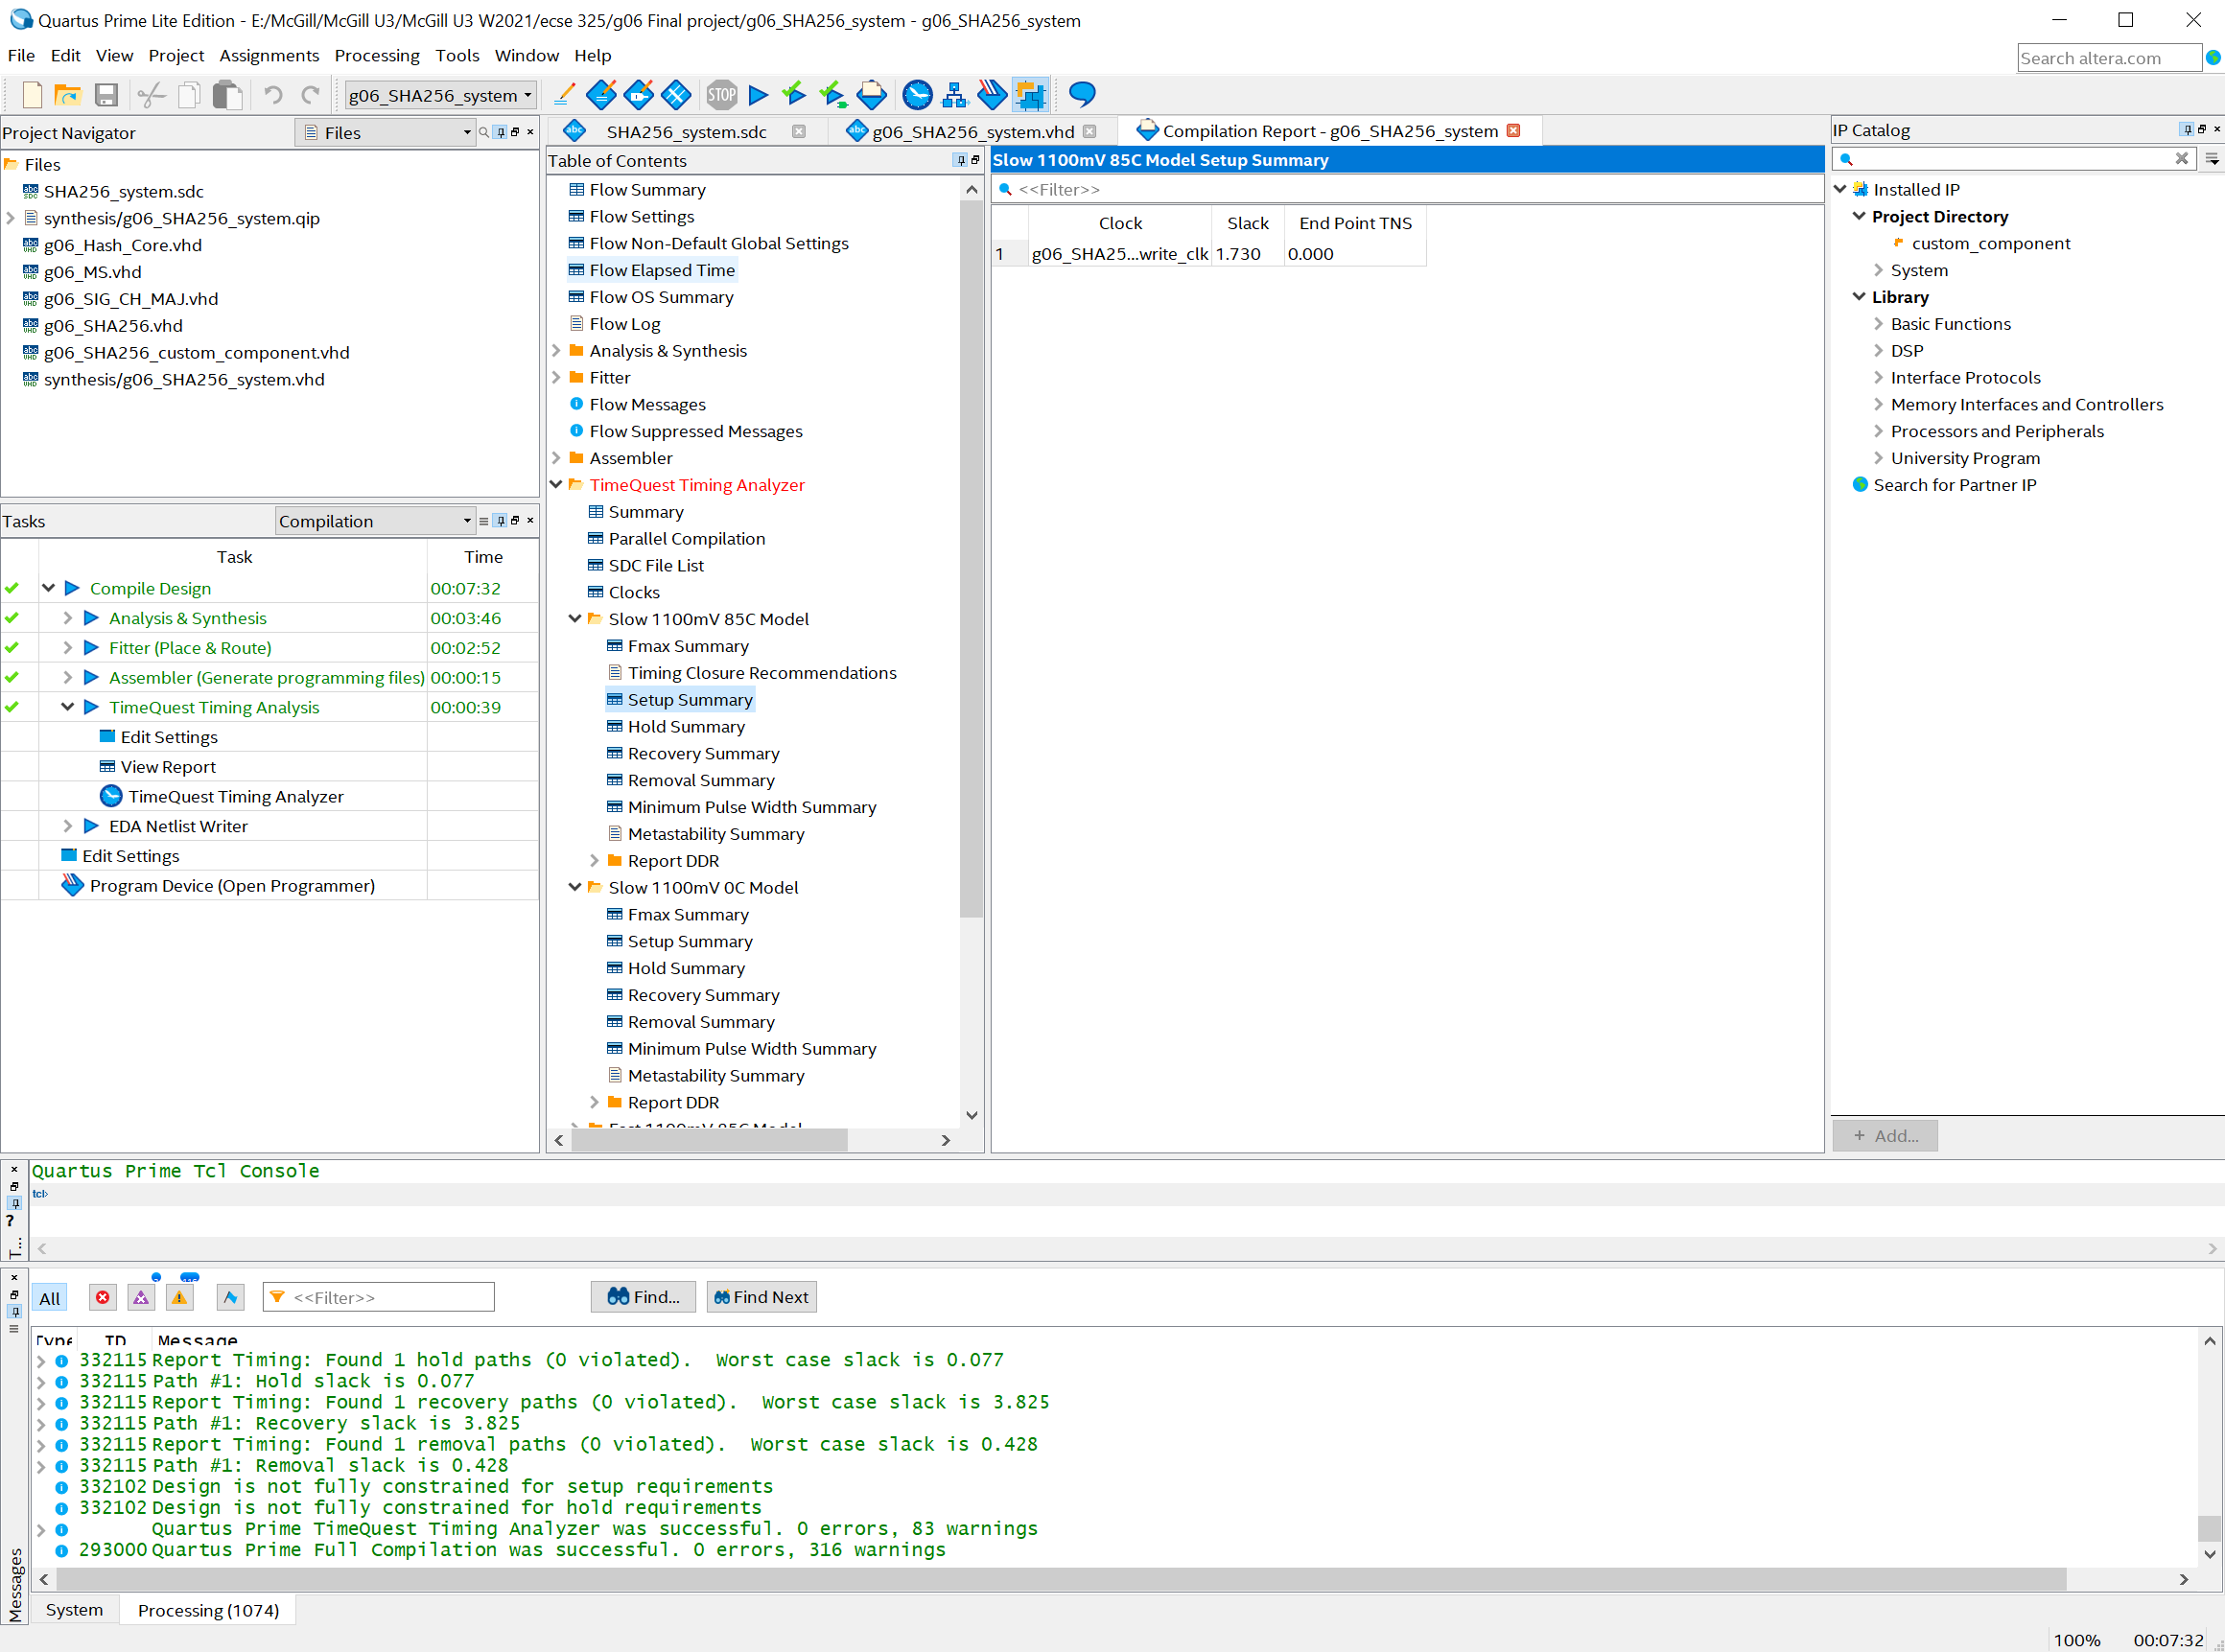 Quartus Prime Lite Edition - E:/McGill/McGill U3/McGill U3 W2021/ecse 325/g06 Final project/g06_SHA256_system - g06_SHA256_system
File Edit View Project Assignments Processing Tools Window Help
Search altera.com
g06_SHA256_system
STOP
Project Navigator
Files
Files
SHA256_system.sdc
synthesis/g06_SHA256_system.qip
g06_Hash_Core.vhd
g06_MS.vhd
g06_SIG_CH_MAJ.vhd
g06_SHA256.vhd
g06_SHA256_custom_component.vhd
synthesis/g06_SHA256_system.vhd
Tasks
Compilation
Task Time
Compile Design 00:07:32
Analysis & Synthesis 00:03:46
Fitter (Place & Route) 00:02:52
Assembler (Generate programming files) 00:00:15
TimeQuest Timing Analysis 00:00:39
Edit Settings
View Report
TimeQuest Timing Analyzer
EDA Netlist Writer
Edit Settings
Program Device (Open Programmer)
SHA256_system.sdc
g06_SHA256_system.vhd
Compilation Report - g06_SHA256_system
Table of Contents
Flow Summary
Flow Settings
Flow Non-Default Global Settings
Flow Elapsed Time
Flow OS Summary
Flow Log
Analysis & Synthesis
Fitter
Flow Messages
Flow Suppressed Messages
Assembler
TimeQuest Timing Analyzer
Summary
Parallel Compilation
SDC File List
Clocks
Slow 1100mV 85C Model
Fmax Summary
Timing Closure Recommendations
Setup Summary
Hold Summary
Recovery Summary
Removal Summary
Minimum Pulse Width Summary
Metastability Summary
Report DDR
Slow 1100mV 0C Model
Fmax Summary
Setup Summary
Hold Summary
Recovery Summary
Removal Summary
Minimum Pulse Width Summary
Metastability Summary
Report DDR
Fast 1100mV 85C Model
Slow 1100mV 85C Model Setup Summary
<<Filter>>
Clock Slack End Point TNS
1 g06_SHA25...write_clk 1.730 0.000
IP Catalog
Installed IP
Project Directory
custom_component
System
Library
Basic Functions
DSP
Interface Protocols
Memory Interfaces and Controllers
Processors and Peripherals
University Program
Search for Partner IP
+ Add...
Quartus Prime Tcl Console
tcl>
T...
All
<<Filter>>
Find...
Find Next
Type ID Message
332115 Report Timing: Found 1 hold paths (0 violated).  Worst case slack is 0.077
332115 Path #1: Hold slack is 0.077
332115 Report Timing: Found 1 recovery paths (0 violated).  Worst case slack is 3.825
332115 Path #1: Recovery slack is 3.825
332115 Report Timing: Found 1 removal paths (0 violated).  Worst case slack is 0.428
332115 Path #1: Removal slack is 0.428
332102 Design is not fully constrained for setup requirements
332102 Design is not fully constrained for hold requirements
Quartus Prime TimeQuest Timing Analyzer was successful. 0 errors, 83 warnings
293000 Quartus Prime Full Compilation was successful. 0 errors, 316 warnings
Messages
System
Processing (1074)
100% 00:07:32